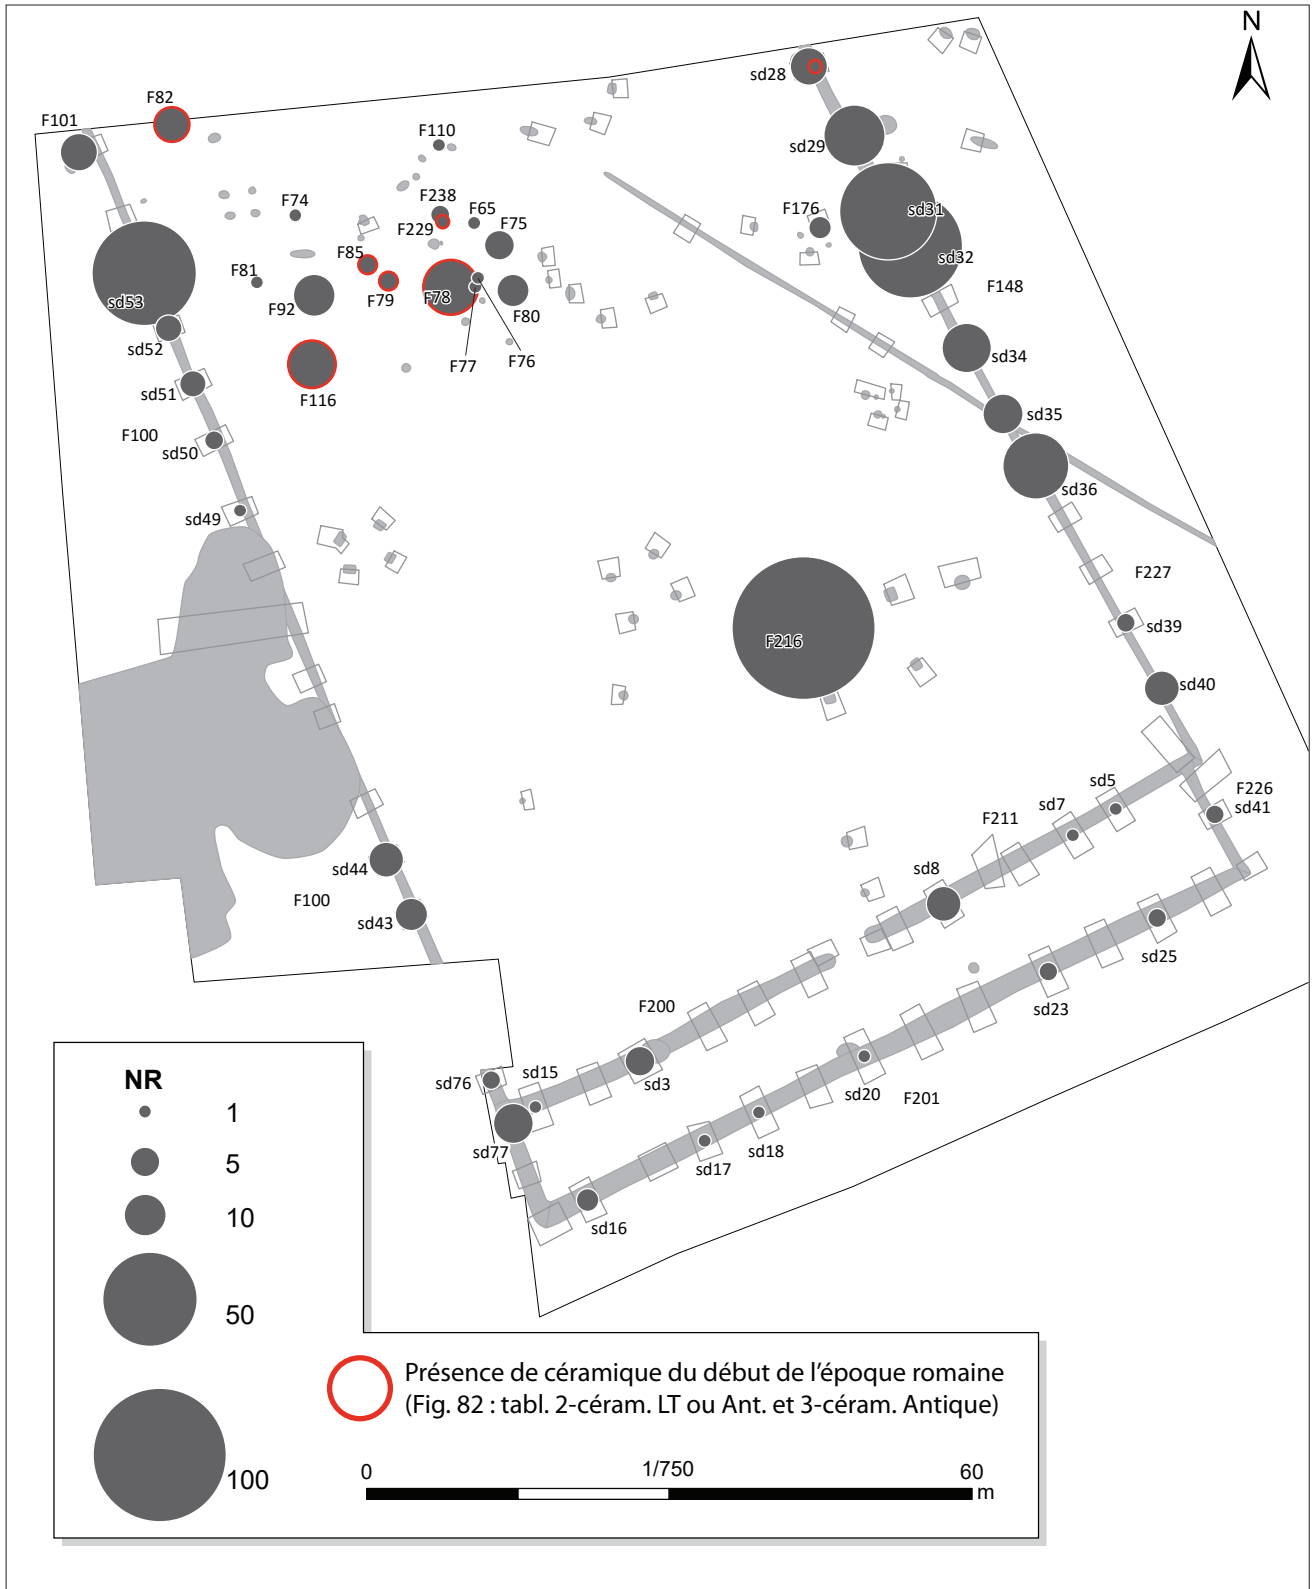 N
sd28
F82
F101
F110
sd29
F238
F74
F65
F176
sd31
F229
F75
F85
sd32
F81
F79
F78
F148
F92
F80
sd53
sd52
F77
F76
sd34
sd51
F116
sd35
F100
sd50
sd36
sd49
F227
sd39
F216
sd40
F226
sd5
sd41
sd7
F211
sd8
sd44
F100
sd43
sd25
sd23
F200
sd3
sd76
sd15
sd20
F201
sd77
sd18
sd17
sd16
NR
1
5
10
50
100
Présence de céramique du début de l'époque romaine
(Fig. 82 : tabl. 2-céram. LT ou Ant. et 3-céram. Antique)
0 1/750 60
m